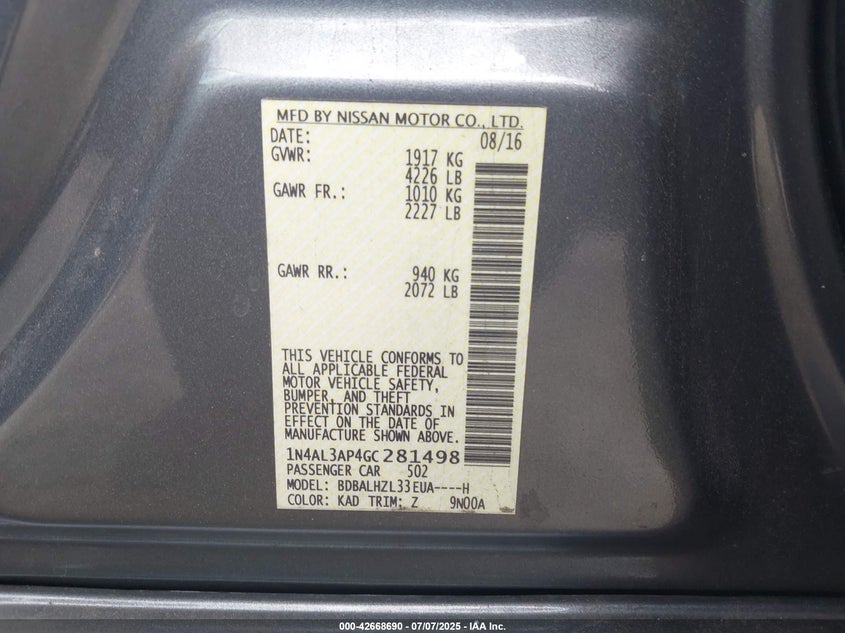 MFD BY NISSAN MOTOR CO., LTD.
DATE: 08/16
GVWR: 1917 KG
4226 LB
GAWR FR.: 1010 KG
2227 LB
GAWR RR.: 940 KG
2072 LB
THIS VEHICLE CONFORMS TO
ALL APPLICABLE FEDERAL
MOTOR VEHICLE SAFETY,
BUMPER, AND THEFT
PREVENTION STANDARDS IN
EFFECT ON THE DATE OF
MANUFACTURE SHOWN ABOVE.
1N4AL3AP4GC281498
PASSENGER CAR 502
MODEL: BDBALHZL33EUA----H
COLOR: KAD TRIM: Z 9N00A
000-42668690 - 07/07/2025 - IAA Inc.